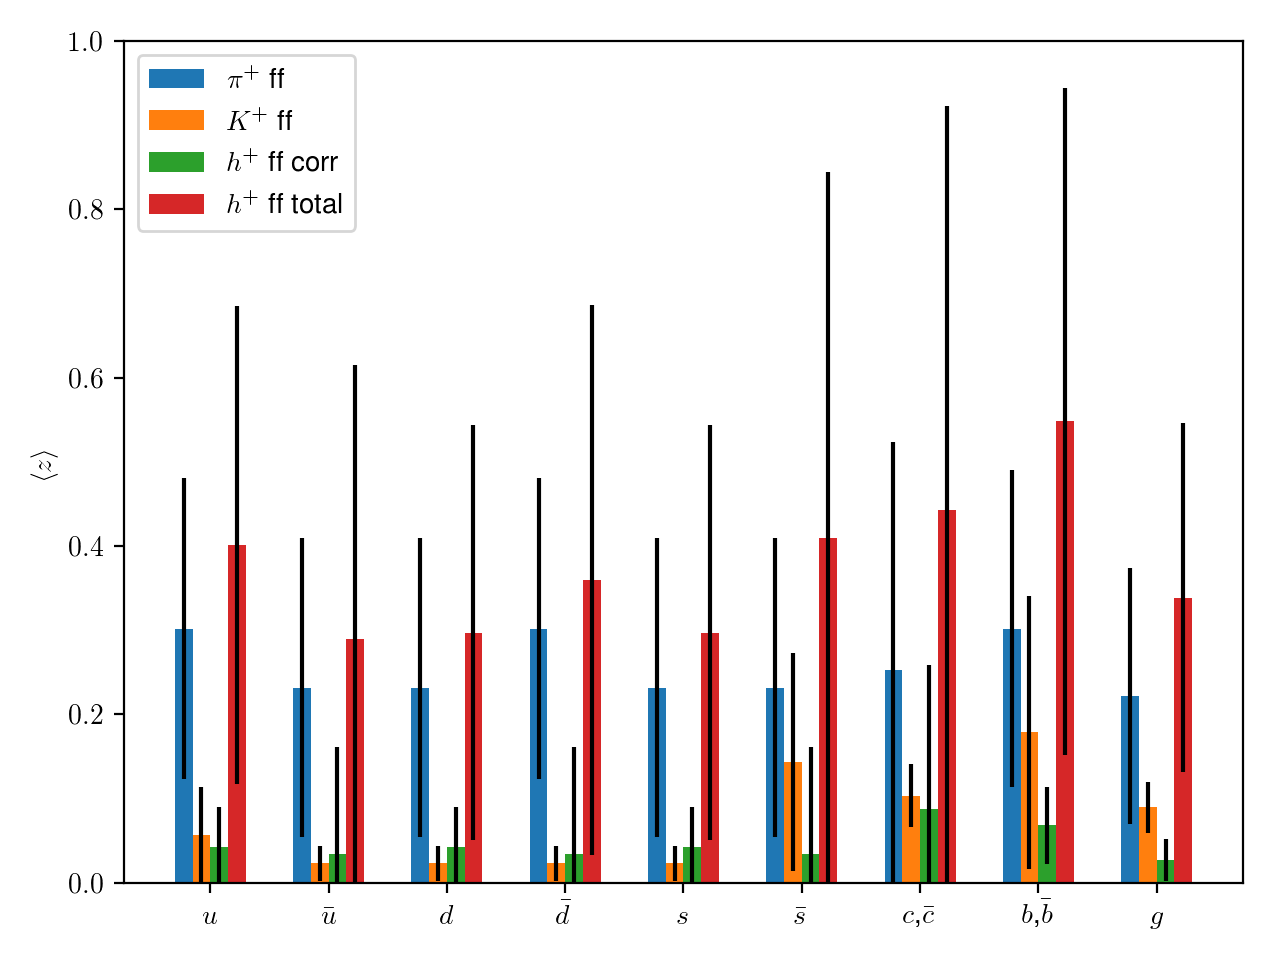 1.0
0.8
0.6
0.4
0.2
0.0
⟨z⟩
π⁺ ff
K⁺ ff
h⁺ ff corr
h⁺ ff total
u ū d d̄ s s̄ c,c̄ b,b̄ g